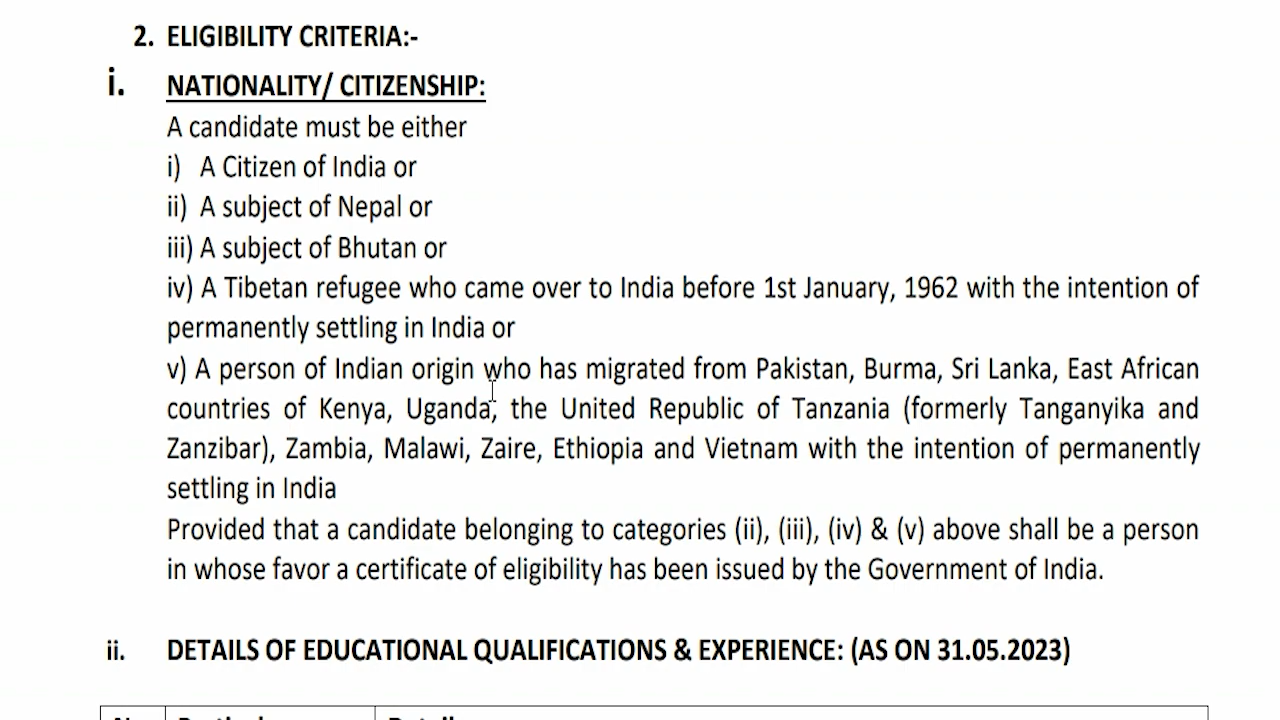 2. ELIGIBILITY CRITERIA:-
i. NATIONALITY/ CITIZENSHIP:
A candidate must be either
i) A Citizen of India or
ii) A subject of Nepal or
iii) A subject of Bhutan or
iv) A Tibetan refugee who came over to India before 1st January, 1962 with the intention of
permanently settling in India or
v) A person of Indian origin who has migrated from Pakistan, Burma, Sri Lanka, East African
countries of Kenya, Uganda, the United Republic of Tanzania (formerly Tanganyika and
Zanzibar), Zambia, Malawi, Zaire, Ethiopia and Vietnam with the intention of permanently
settling in India
Provided that a candidate belonging to categories (ii), (iii), (iv) & (v) above shall be a person
in whose favor a certificate of eligibility has been issued by the Government of India.
ii. DETAILS OF EDUCATIONAL QUALIFICATIONS & EXPERIENCE: (AS ON 31.05.2023)